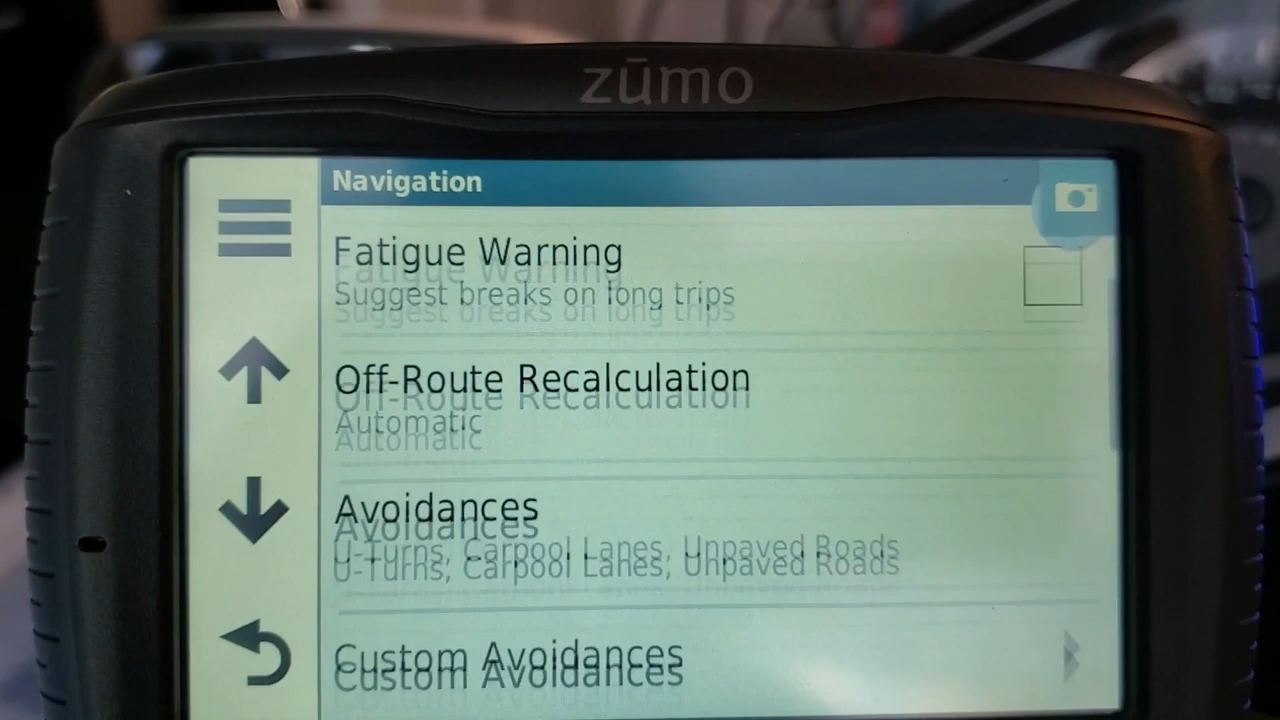 zūmo
Navigation
Fatigue Warning
Suggest breaks on long trips
Off-Route Recalculation
Automatic
Avoidances
U-Turns, Carpool Lanes, Unpaved Roads
Custom Avoidances